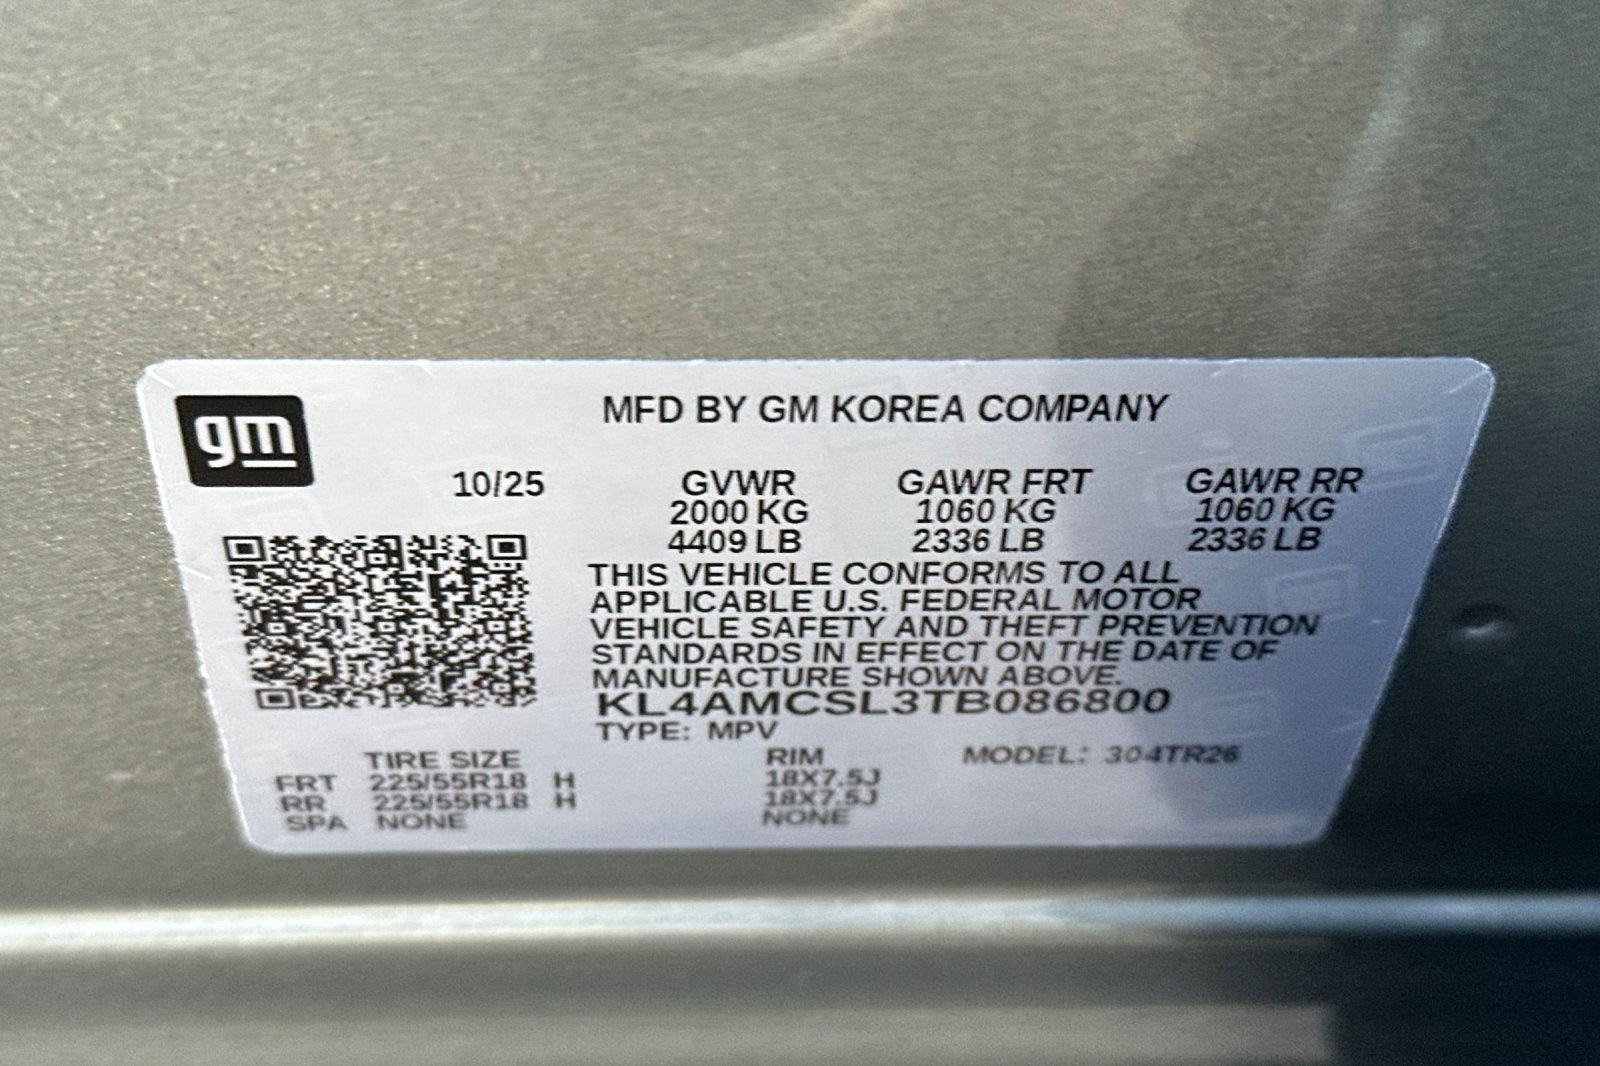 gm
MFD BY GM KOREA COMPANY
10/25 GVWR GAWR FRT GAWR RR
2000 KG 1060 KG 1060 KG
4409 LB 2336 LB 2336 LB
THIS VEHICLE CONFORMS TO ALL
APPLICABLE U.S. FEDERAL MOTOR
VEHICLE SAFETY AND THEFT PREVENTION
STANDARDS IN EFFECT ON THE DATE OF
MANUFACTURE SHOWN ABOVE.
KL4AMCSL3TB086800
TYPE: MPV
TIRE SIZE RIM MODEL: 304TR26
FRT 225/55R18 H 18X7.5J
RR 225/55R18 H 18X7.5J
SPA NONE NONE